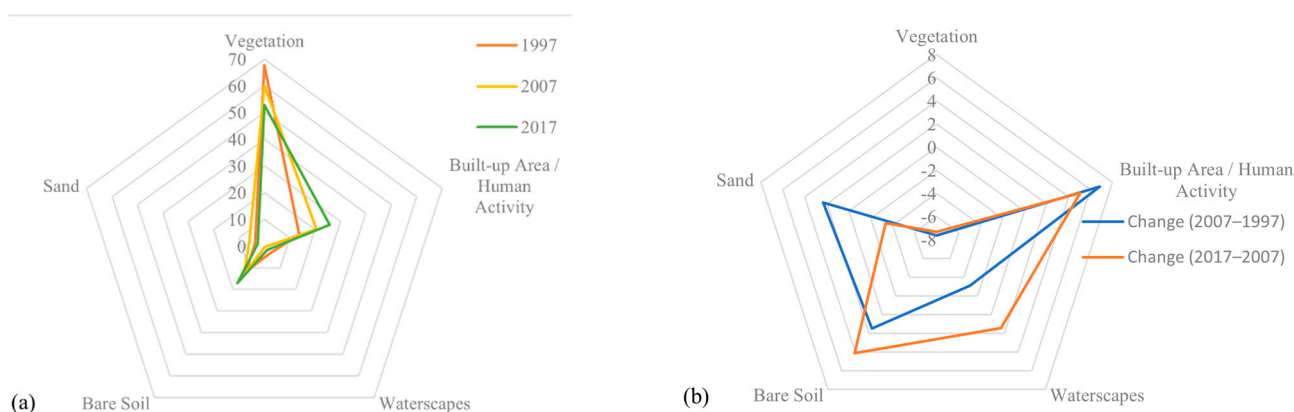 Vegetation
70
60
50
40
30
20
10
0
1997
2007
2017
Built-up Area /
Human
Activity
Sand
Bare Soil
Waterscapes
(a)
Vegetation
8
6
4
2
0
-2
-4
-6
-8
Sand
Built-up Area / Human
Activity
Change (2007–1997)
Change (2017–2007)
Bare Soil
Waterscapes
(b)